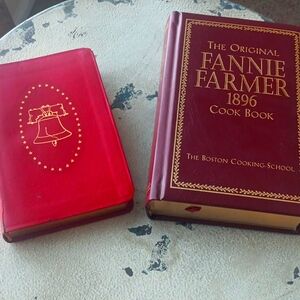 THE ORIGINAL
FANNIE
FARMER
1896
COOK BOOK
THE BOSTON COOKING SCHOOL